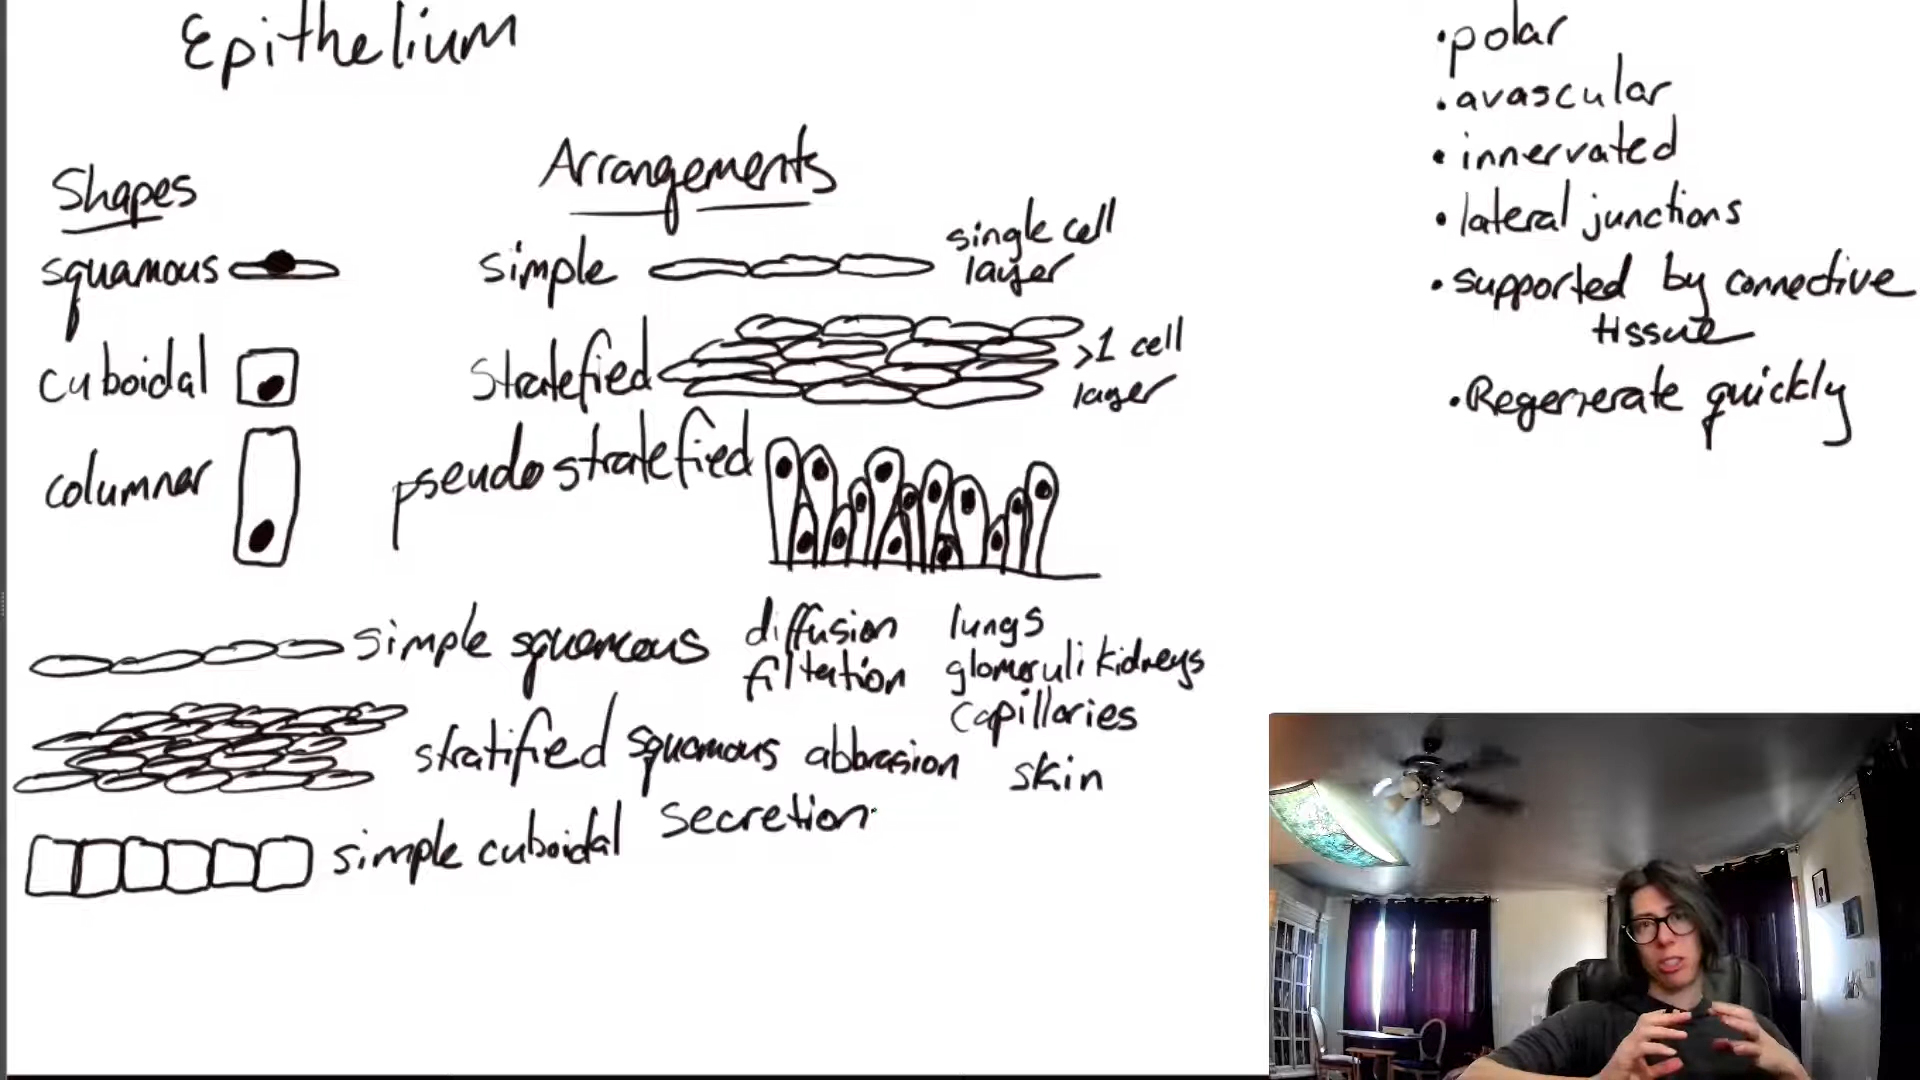 Epithelium
Shapes
squamous
cuboidal
columnar
Arrangements
simple
single cell
layer
Stratefied
>1 cell
layer
pseudostratefied
simple squamous diffusion lungs
filtration glomeruli kidneys
capillaries
stratified squamous abbrasion skin
simple cuboidal secretion
• polar
• avascular
• innervated
• lateral junctions
• supported by connective
tissue
• Regenerate quickly